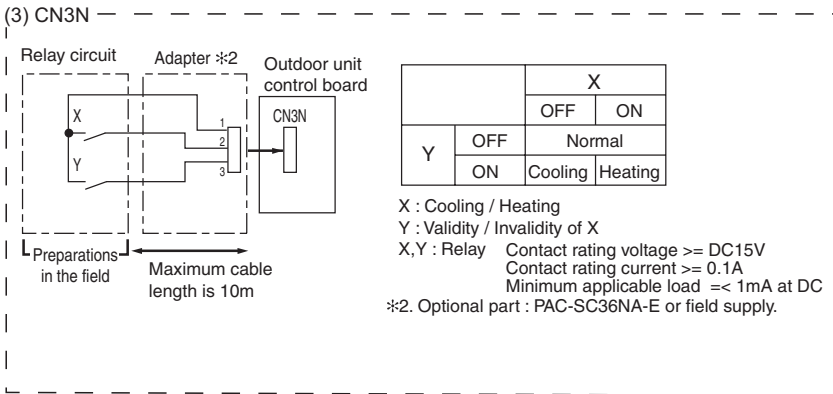 (3) CN3N
Relay circuit
Adapter ✻2
Outdoor unit
control board
X
Y
1
2
3
CN3N
Preparations
in the field
Maximum cable
length is 10m
X
OFF ON
Y OFF Normal
ON Cooling Heating
X : Cooling / Heating
Y : Validity / Invalidity of X
X,Y : Relay Contact rating voltage >= DC15V
Contact rating current >= 0.1A
Minimum applicable load =< 1mA at DC
✻2. Optional part : PAC-SC36NA-E or field supply.